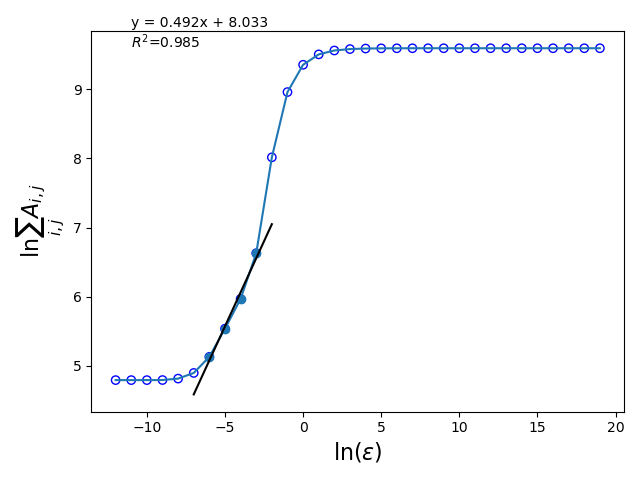 y = 0.492x + 8.033
R²=0.985
9
8
7
6
5
ln∑A_{i,j}
i,j
−10
−5
0
5
10
15
20
ln(ε)